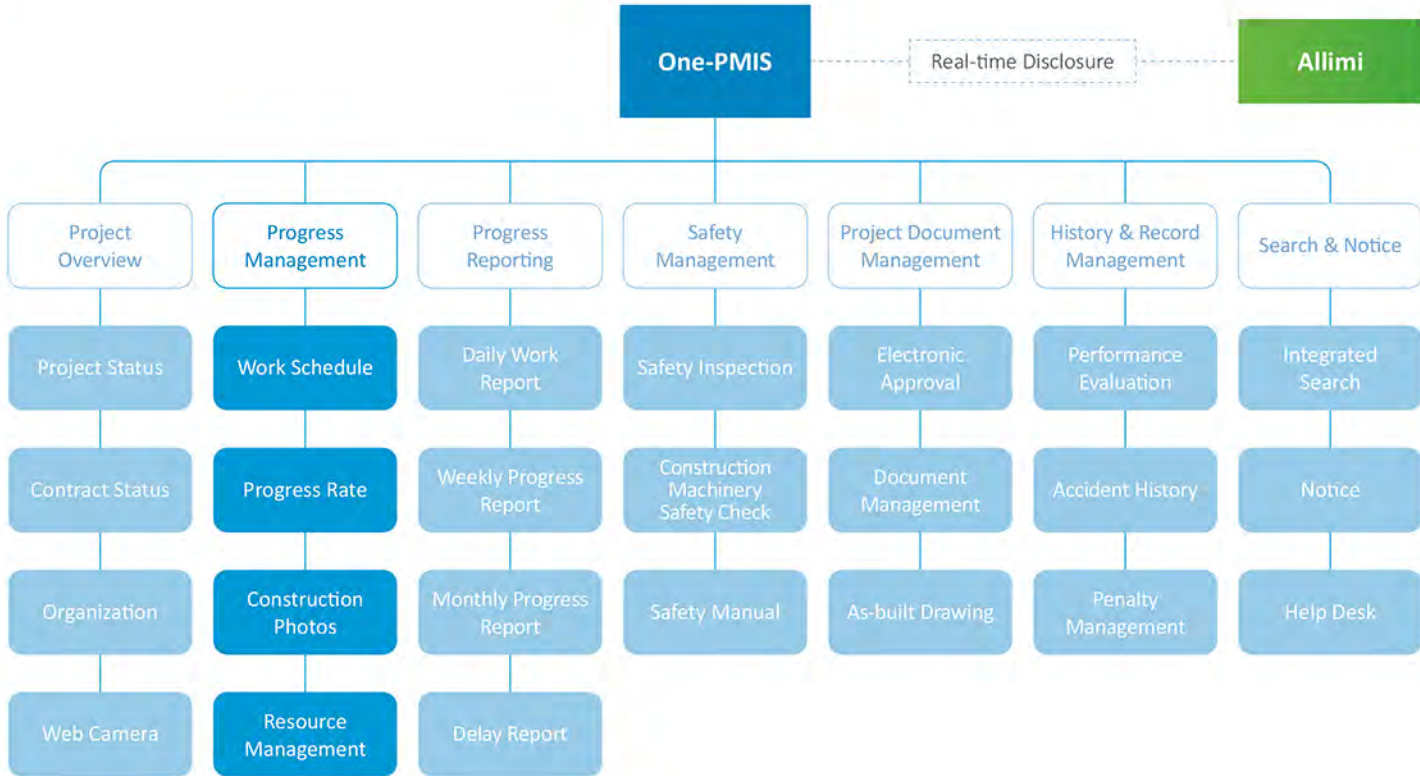 One-PMIS
Real-time Disclosure
Allimi
Project
Overview
Progress
Management
Progress
Reporting
Safety
Management
Project Document
Management
History & Record
Management
Search & Notice
Project Status
Work Schedule
Daily Work
Report
Safety Inspection
Electronic
Approval
Performance
Evaluation
Integrated
Search
Contract Status
Progress Rate
Weekly Progress
Report
Construction
Machinery
Safety Check
Document
Management
Accident History
Notice
Organization
Construction
Photos
Monthly Progress
Report
Safety Manual
As-built Drawing
Penalty
Management
Help Desk
Web Camera
Resource
Management
Delay Report